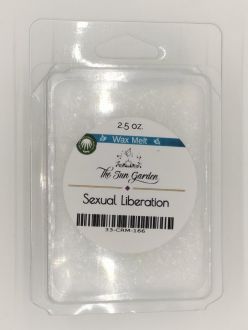 2.5 oz.
Wax Melt
The Sun Garden
Sexual Liberation
33-CRM-166